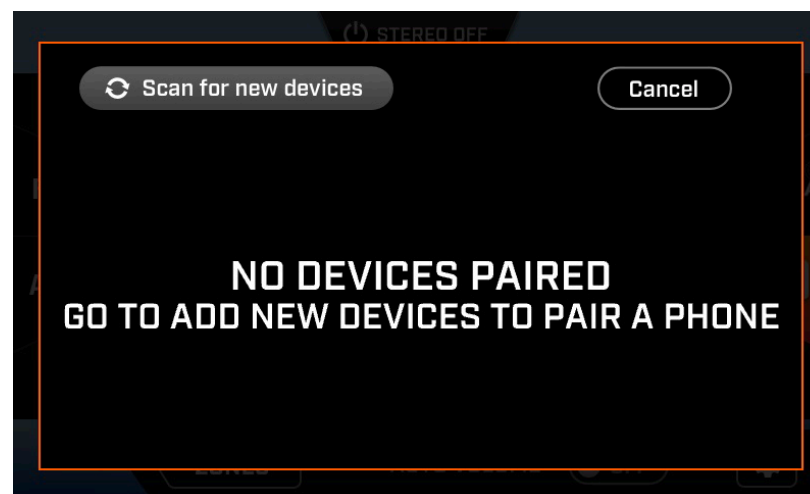 STEREO OFF
Scan for new devices
Cancel
NO DEVICES PAIRED
GO TO ADD NEW DEVICES TO PAIR A PHONE